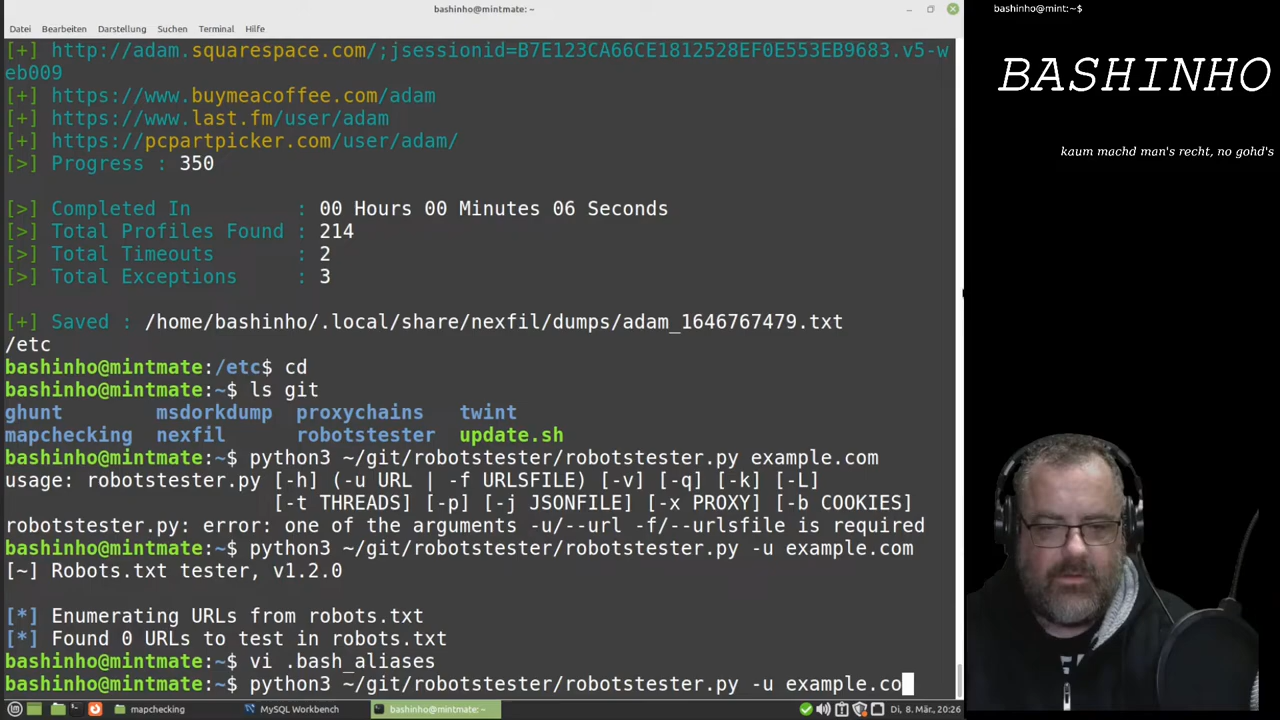 bashinho@mintmate: ~
Datei Bearbeiten Darstellung Suchen Terminal Hilfe
[+] http://adam.squarespace.com/;jsessionid=B7E123CA66CE1812528EF0E553EB9683.v5-w
eb009
[+] https://www.buymeacoffee.com/adam
[+] https://www.last.fm/user/adam
[+] https://pcpartpicker.com/user/adam/
[>] Progress : 350
[>] Completed In : 00 Hours 00 Minutes 06 Seconds
[>] Total Profiles Found : 214
[>] Total Timeouts : 2
[>] Total Exceptions : 3
[+] Saved : /home/bashinho/.local/share/nexfil/dumps/adam_1646767479.txt
/etc
bashinho@mintmate:/etc$ cd
bashinho@mintmate:~$ ls git
ghunt msdorkdump proxychains twint
mapchecking nexfil robotstester update.sh
bashinho@mintmate:~$ python3 ~/git/robotstester/robotstester.py example.com
usage: robotstester.py [-h] (-u URL | -f URLSFILE) [-v] [-q] [-k] [-L]
[-t THREADS] [-p] [-j JSONFILE] [-x PROXY] [-b COOKIES]
robotstester.py: error: one of the arguments -u/--url -f/--urlsfile is required
bashinho@mintmate:~$ python3 ~/git/robotstester/robotstester.py -u example.com
[~] Robots.txt tester, v1.2.0
[*] Enumerating URLs from robots.txt
[*] Found 0 URLs to test in robots.txt
bashinho@mintmate:~$ vi .bash_aliases
bashinho@mintmate:~$ python3 ~/git/robotstester/robotstester.py -u example.co
mapchecking
MySQL Workbench
bashinho@mintmate: ~
Di, 8. Mär., 20:26
bashinho@mint:~$
BASHINHO
kaum machd man's recht, no gohd's